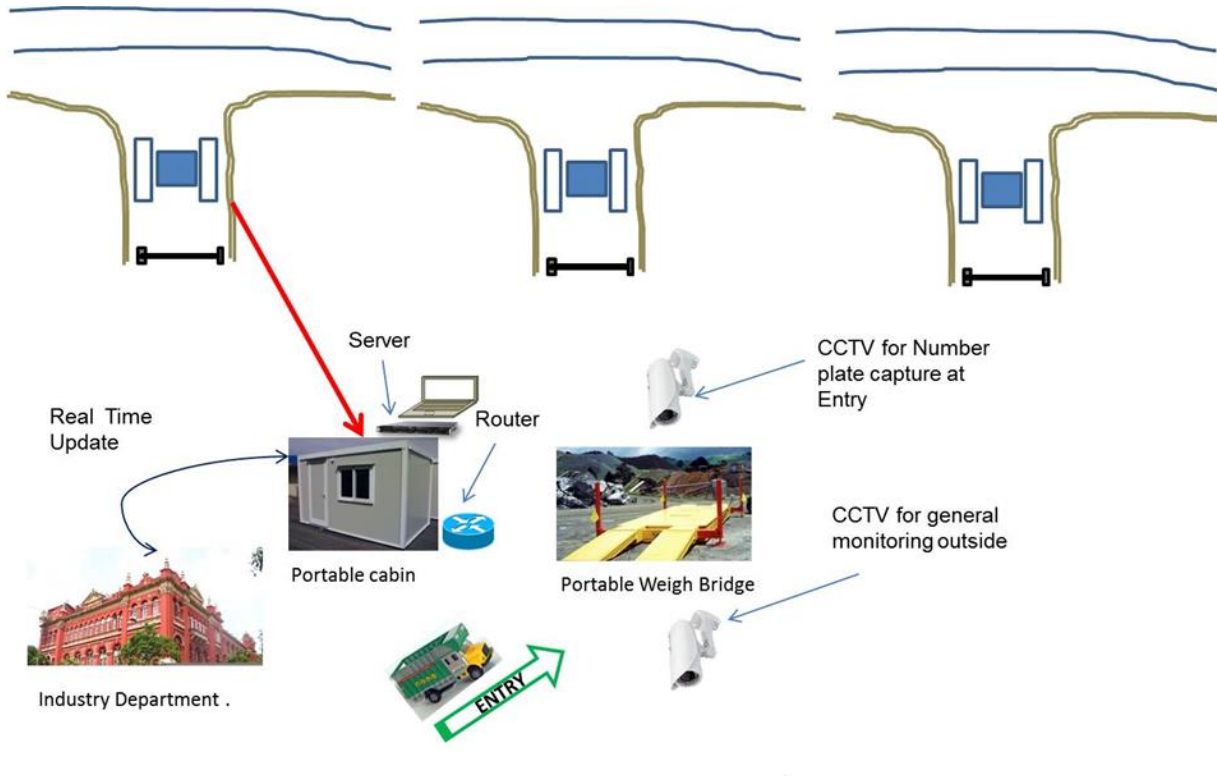 Server
Router
Real Time
Update
CCTV for Number
plate capture at
Entry
CCTV for general
monitoring outside
Portable cabin
Portable Weigh Bridge
Industry Department .
ENTRY